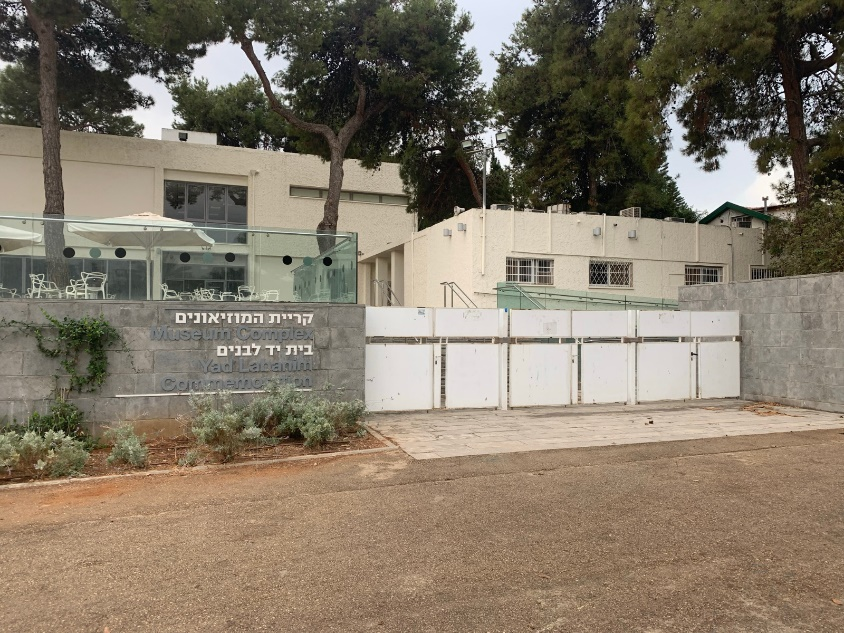 קריית המוזיאונים
Museum Complex
בית יד לבנים
Yad Labanim
Commemoration